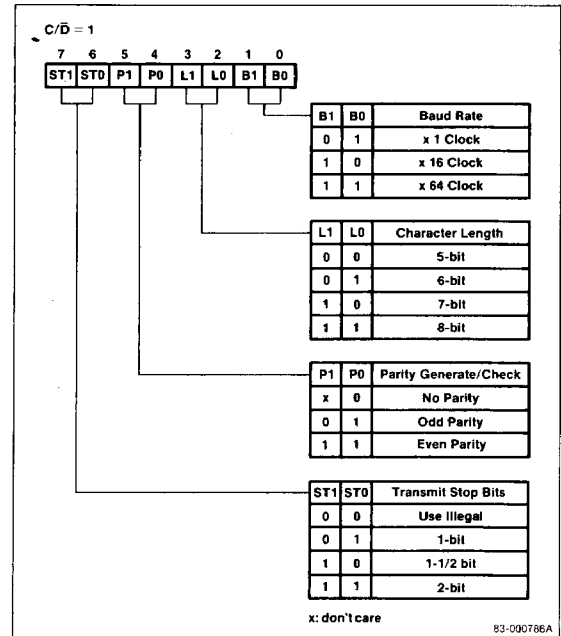 C/D̅ = 1
7 6 5 4 3 2 1 0
ST1 ST0 P1 P0 L1 L0 B1 B0
B1 B0 Baud Rate
0 1 x 1 Clock
1 0 x 16 Clock
1 1 x 64 Clock
L1 L0 Character Length
0 0 5-bit
0 1 6-bit
1 0 7-bit
1 1 8-bit
P1 P0 Parity Generate/Check
x 0 No Parity
0 1 Odd Parity
1 1 Even Parity
ST1 ST0 Transmit Stop Bits
0 0 Use Illegal
0 1 1-bit
1 0 1-1/2 bit
1 1 2-bit
x: don't care
83-000786A